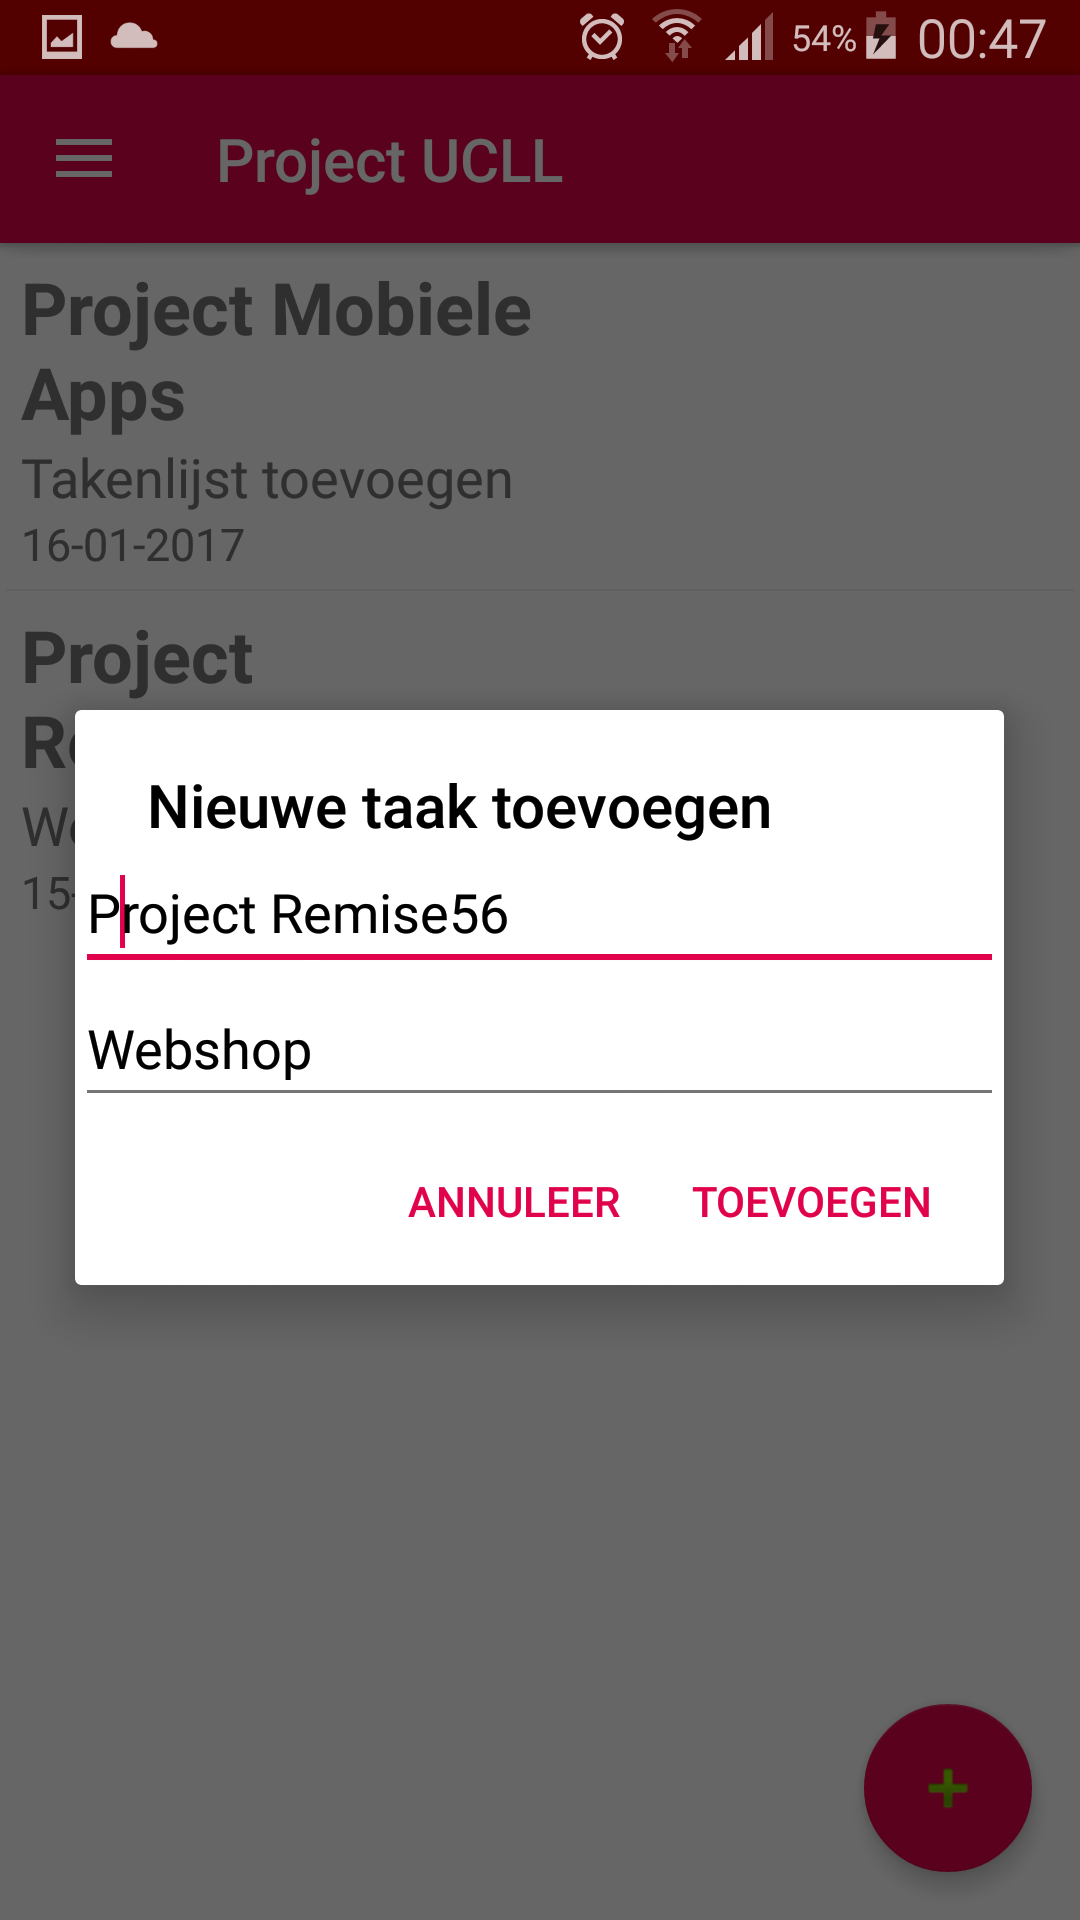 54% 00:47
Project UCLL
Project Mobiele
Apps
Takenlijst toevoegen
16-01-2017
Project
Nieuwe taak toevoegen
Project Remise56
Webshop
ANNULEER TOEVOEGEN